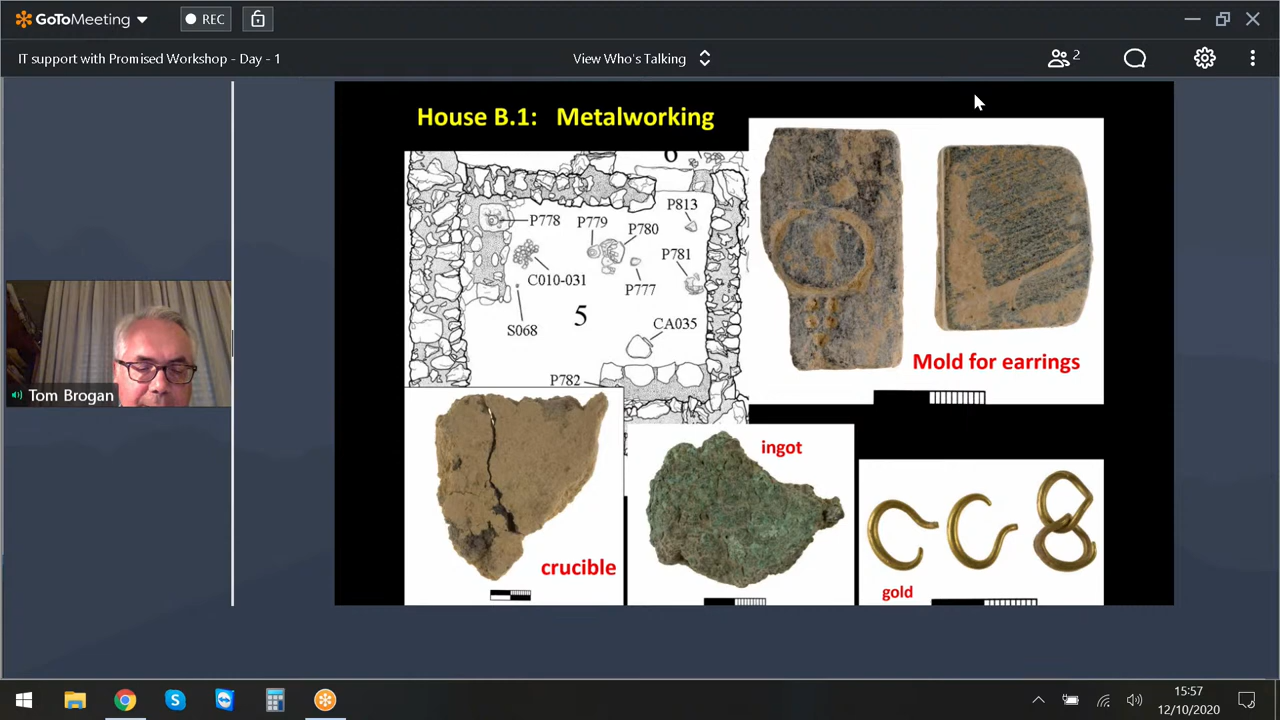 GoToMeeting
REC
IT support with Promised Workshop - Day - 1
View Who's Talking
2
House B.1: Metalworking
6
P778
P779
P780
P813
P781
C010-031
P777
S068
5
CA035
P782
Mold for earrings
crucible
ingot
gold
Tom Brogan
15:57
12/10/2020